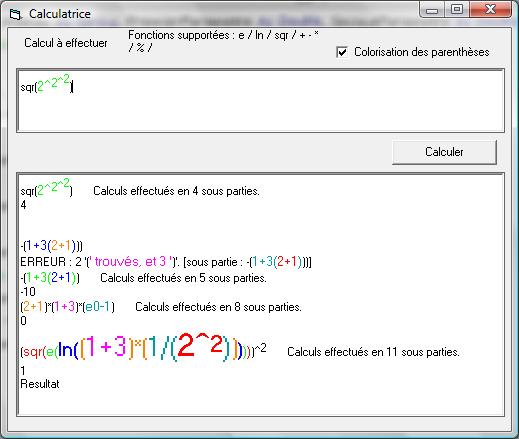 Calculatrice
Calcul à effectuer
Fonctions supportées : e / ln / sqr / + - *
/ % /
Colorisation des parenthèses
sqr(2^2^2)
Calculer
sqr(2^2^2) Calculs effectués en 4 sous parties.
4
-(1+3(2+1)))
ERREUR : 2 '(' trouvés, et 3 ')'. [sous partie : -(1+3(2+1)))]
-(1+3(2+1)) Calculs effectués en 5 sous parties.
-10
(2+1)*(1+3)*(e0-1) Calculs effectués en 8 sous parties.
0
(sqr(e(ln((1+3)*(1/(2^2))))))^2 Calculs effectués en 11 sous parties.
1
Resultat